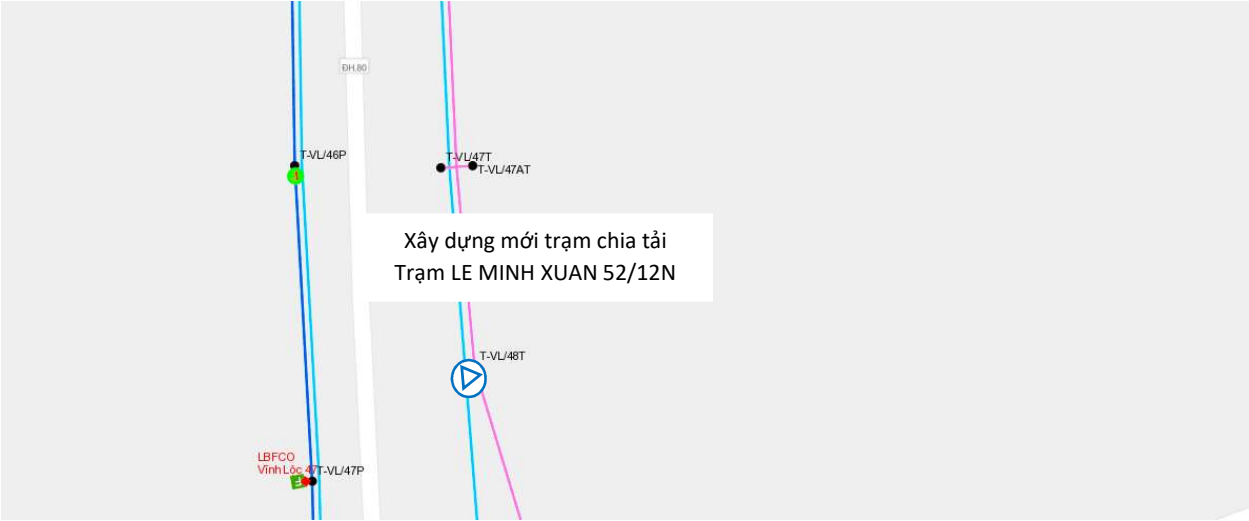 ĐH.80
T-VL/46P
T-VL/47T
T-VL/47AT
Xây dựng mới trạm chia tải
Trạm LE MINH XUAN 52/12N
T-VL/48T
LBFCO
Vĩnh Lộc 47
T-VL/47P